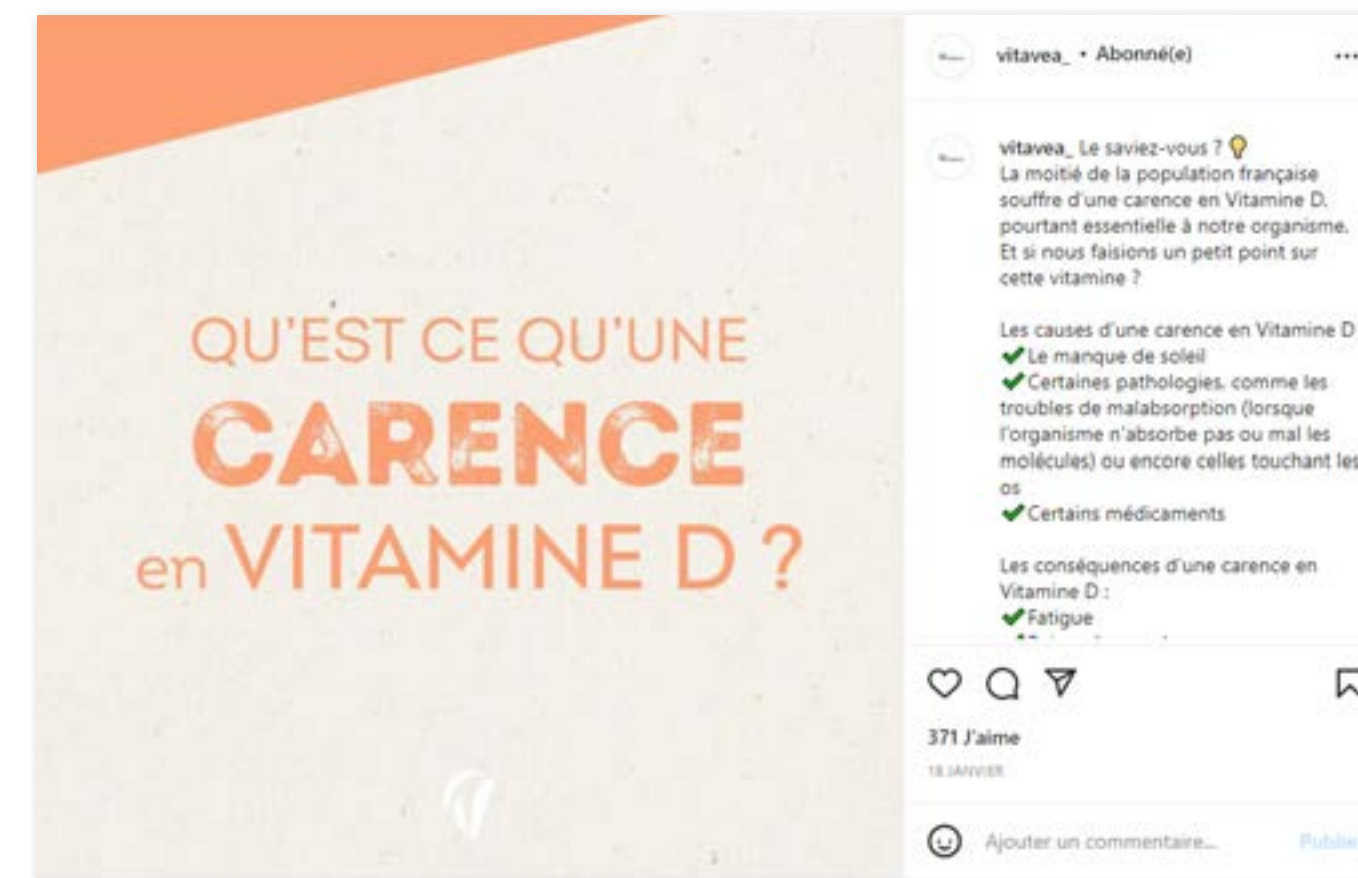 QU'EST CE QU'UNE
CARENCE
en VITAMINE D ?
vitavea_ • Abonné(e)
vitavea_ Le saviez-vous ? 💡
La moitié de la population française
souffre d'une carence en Vitamine D,
pourtant essentielle à notre organisme.
Et si nous faisions un petit point sur
cette vitamine ?
Les causes d'une carence en Vitamine D
✔Le manque de soleil
✔Certaines pathologies, comme les
troubles de malabsorption (lorsque
l'organisme n'absorbe pas ou mal les
molécules) ou encore celles touchant les
os
✔Certains médicaments
Les conséquences d'une carence en
Vitamine D :
✔Fatigue
371 J'aime
18 JANVIER
Ajouter un commentaire...
Publie